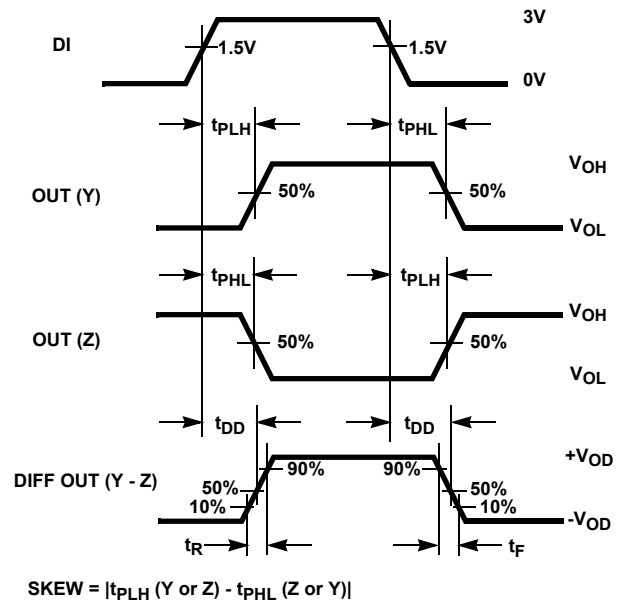 3V
DI
1.5V
1.5V
0V
tPLH
tPHL
VOH
OUT (Y)
50%
50%
VOL
tPHL
tPLH
VOH
OUT (Z)
50%
50%
VOL
tDD
tDD
+VOD
90%
90%
DIFF OUT (Y - Z)
50%
50%
10%
10%
-VOD
tR
tF
SKEW = |tPLH (Y or Z) - tPHL (Z or Y)|